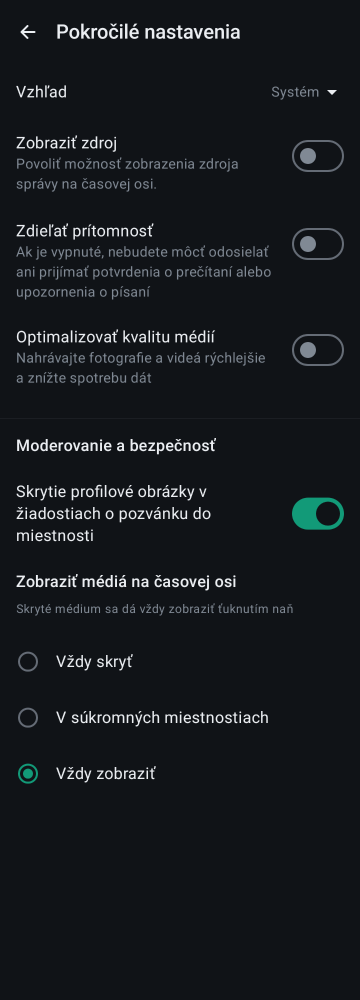 Pokročilé nastavenia
Vzhľad
Systém
Zobraziť zdroj
Povoliť možnosť zobrazenia zdroja
správy na časovej osi.
Zdieľať prítomnosť
Ak je vypnuté, nebudete môcť odosielať
ani prijímať potvrdenia o prečítaní alebo
upozornenia o písaní
Optimalizovať kvalitu médií
Nahrávajte fotografie a videá rýchlejšie
a znížte spotrebu dát
Moderovanie a bezpečnosť
Skrytie profilové obrázky v
žiadostiach o pozvánku do
miestnosti
Zobraziť médiá na časovej osi
Skryté médium sa dá vždy zobraziť ťuknutím naň
Vždy skryť
V súkromných miestnostiach
Vždy zobraziť